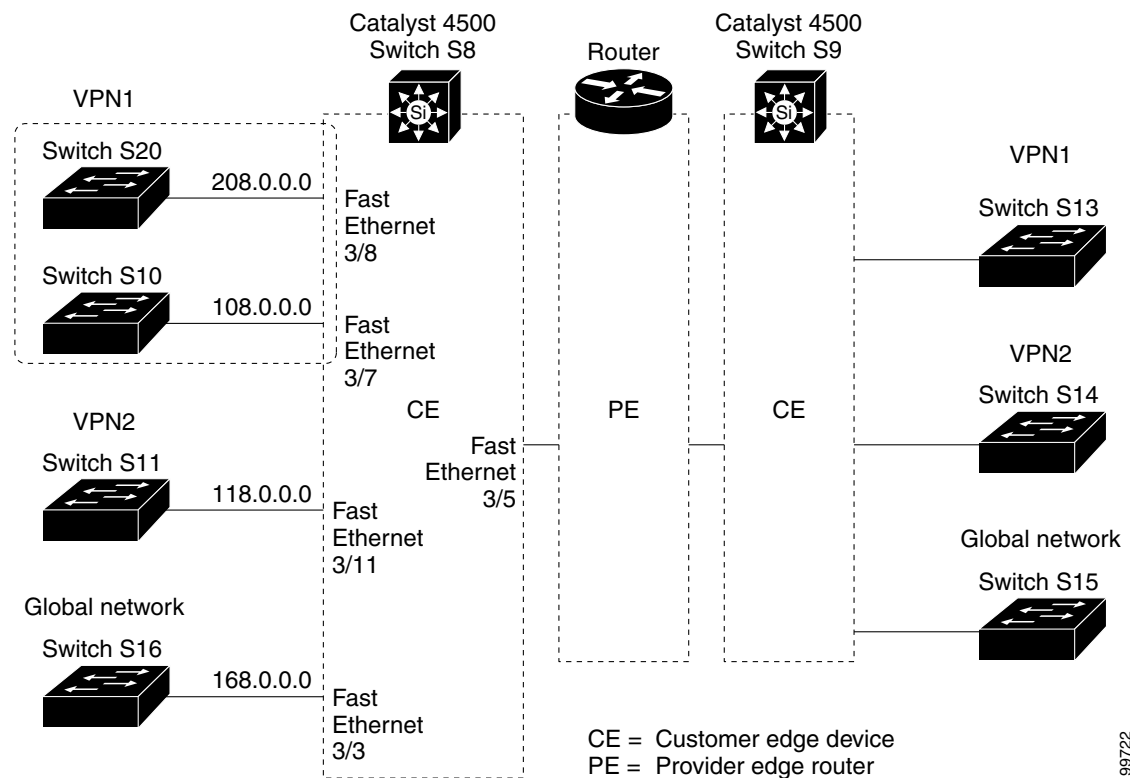 Catalyst 4500
Switch S8
Router
Catalyst 4500
Switch S9
Si
Si
VPN1
Switch S20
208.0.0.0
Fast
Ethernet
3/8
Switch S10
108.0.0.0
Fast
Ethernet
3/7
VPN2
Switch S11
118.0.0.0
Fast
Ethernet
3/11
Global network
Switch S16
168.0.0.0
Fast
Ethernet
3/3
CE
Fast
Ethernet
3/5
PE
CE
VPN1
Switch S13
VPN2
Switch S14
Global network
Switch S15
CE = Customer edge device
PE = Provider edge router
99722